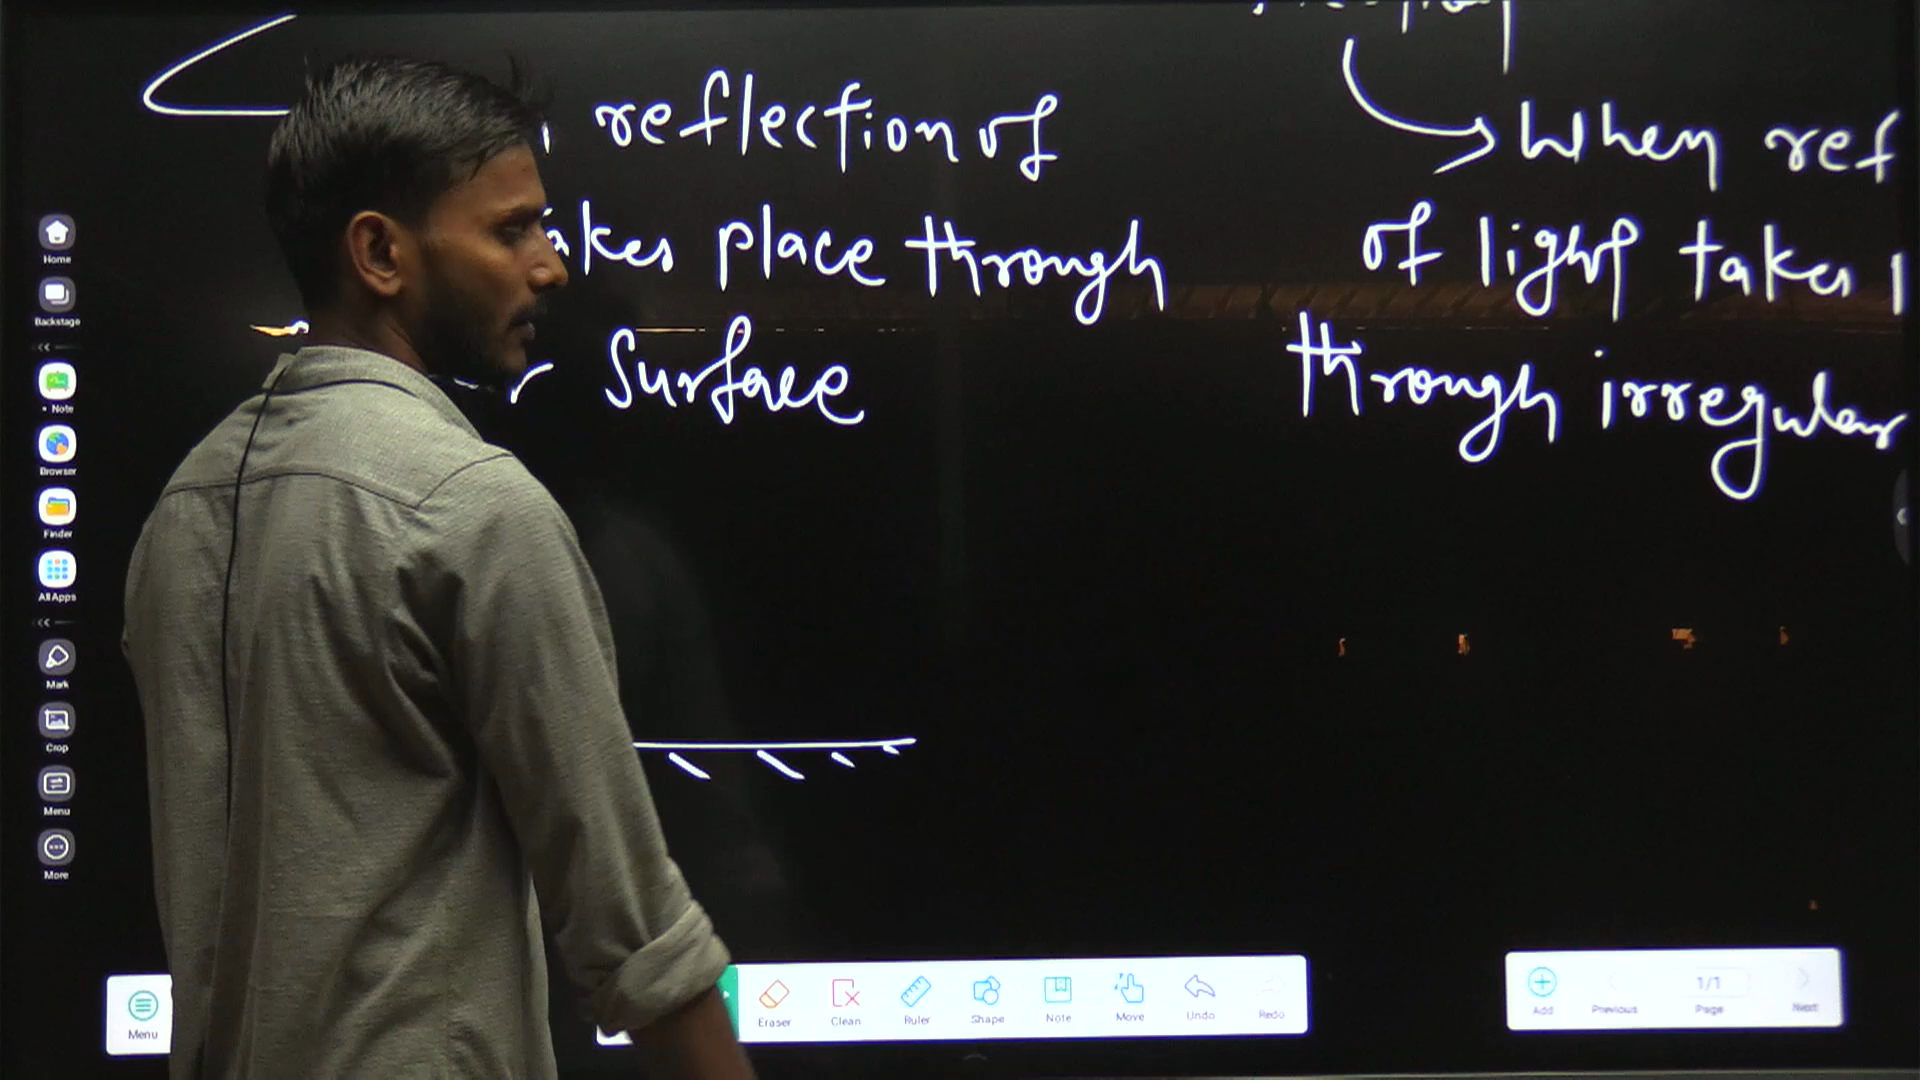 reflection of
takes place through
surface
When ref
of light takes
through irregular
Home
Backstage
Note
Browser
Finder
All Apps
Mark
Crop
Menu
More
Menu
Eraser
Clean
Ruler
Shape
Note
Move
Undo
Redo
Add
Previous
1/1
Page
Next